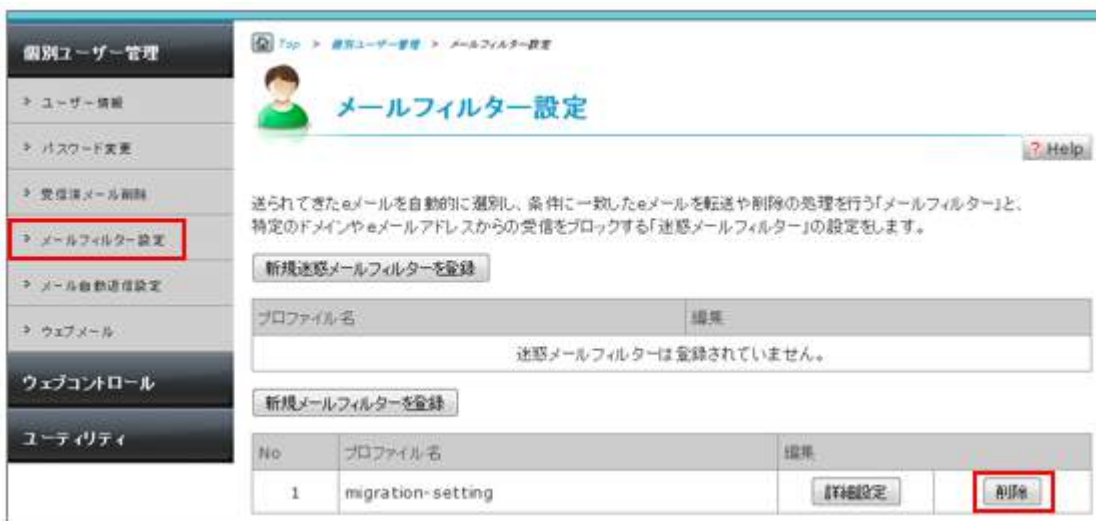 個別ユーザー管理
ユーザー情報
パスワード変更
受信済メール削除
メールフィルター設定
メール自動返信設定
ウェブメール
ウェブコントロール
ユーティリティ
Top > 個別ユーザー管理 > メールフィルター設定
メールフィルター設定
? Help
送られてきたeメールを自動的に選別し、条件に一致したeメールを転送や削除の処理を行う「メールフィルター」と、
特定のドメインやeメールアドレスからの受信をブロックする「迷惑メールフィルター」の設定をします。
新規迷惑メールフィルターを登録
プロファイル名 編集
迷惑メールフィルターは登録されていません。
新規メールフィルターを登録
No プロファイル名 編集
1 migration-setting 詳細設定 削除